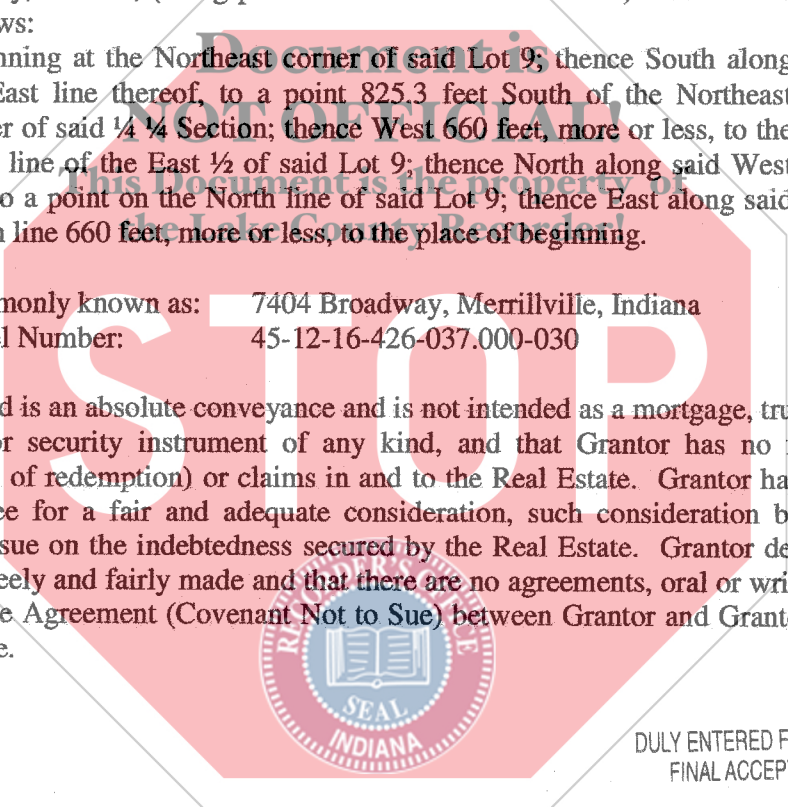 ws:
nning at the Northeast corner of said Lot 9; thence South along
East line thereof, to a point 825.3 feet South of the Northeast
er of said ¼ ¼ Section; thence West 660 feet, more or less, to the
line of the East ½ of said Lot 9; thence North along said West
o a point on the North line of said Lot 9; thence East along said
h line 660 feet, more or less, to the place of beginning.
Document is
NOT OFFICIAL!
This Document is the property of
the Lake County Recorder!
STOP
monly known as: 7404 Broadway, Merrillville, Indiana
l Number: 45-12-16-426-037.000-030
d is an absolute conveyance and is not intended as a mortgage, tru
or security instrument of any kind, and that Grantor has no
of redemption) or claims in and to the Real Estate. Grantor ha
ee for a fair and adequate consideration, such consideration b
sue on the indebtedness secured by the Real Estate. Grantor de
eely and fairly made and that there are no agreements, oral or wri
e Agreement (Covenant Not to Sue) between Grantor and Grant
e.
RECORDER'S OFFICE
SEAL
INDIANA
DULY ENTERED F
FINAL ACCEPT